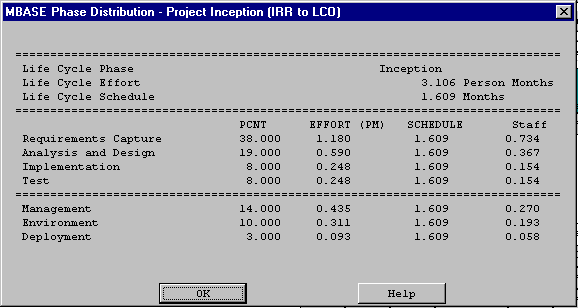 MBASE Phase Distribution - Project Inception (IRR to LCO)
Life Cycle Phase Inception
Life Cycle Effort 3.106 Person Months
Life Cycle Schedule 1.609 Months
PCNT EFFORT (PM) SCHEDULE Staff
Requirements Capture 38.000 1.180 1.609 0.734
Analysis and Design 19.000 0.590 1.609 0.367
Implementation 8.000 0.248 1.609 0.154
Test 8.000 0.248 1.609 0.154
Management 14.000 0.435 1.609 0.270
Environment 10.000 0.311 1.609 0.193
Deployment 3.000 0.093 1.609 0.058
OK Help